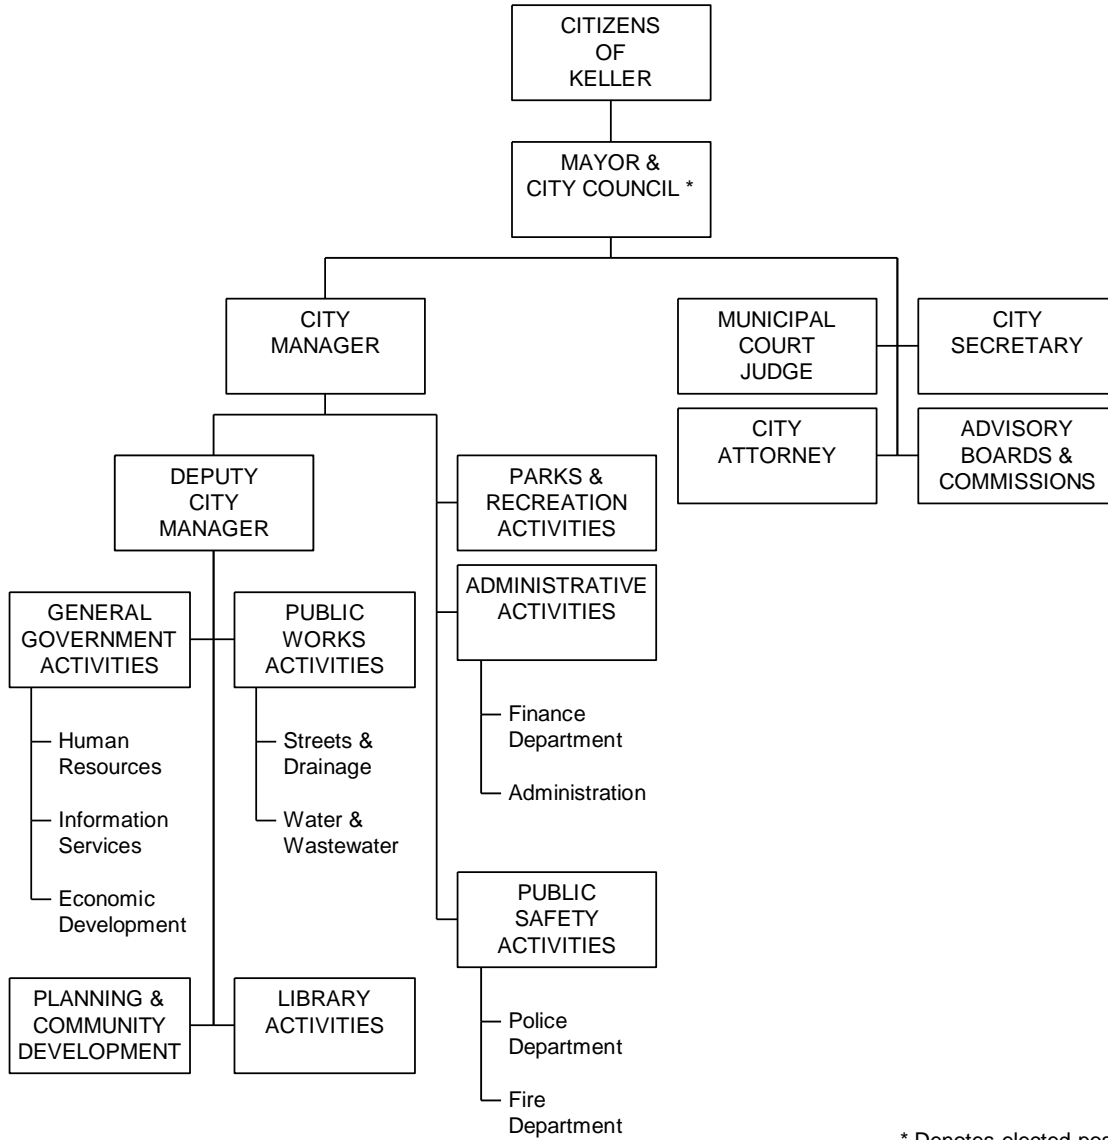 CITIZENS
OF
KELLER
MAYOR &
CITY COUNCIL *
CITY
MANAGER
MUNICIPAL
COURT
JUDGE
CITY
SECRETARY
CITY
ATTORNEY
ADVISORY
BOARDS &
COMMISSIONS
DEPUTY
CITY
MANAGER
PARKS &
RECREATION
ACTIVITIES
GENERAL
GOVERNMENT
ACTIVITIES
PUBLIC
WORKS
ACTIVITIES
ADMINISTRATIVE
ACTIVITIES
Human
Resources
Information
Services
Economic
Development
Streets &
Drainage
Water &
Wastewater
Finance
Department
Administration
PUBLIC
SAFETY
ACTIVITIES
PLANNING &
COMMUNITY
DEVELOPMENT
LIBRARY
ACTIVITIES
Police
Department
Fire
Department
* Denotes elected